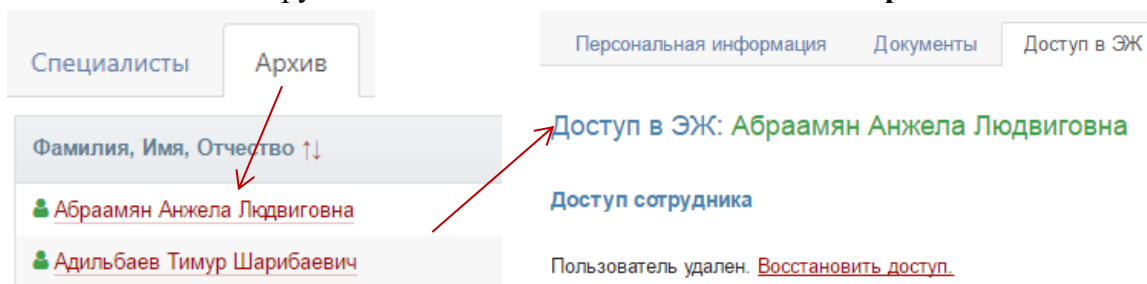 Специалисты Архив
Фамилия, Имя, Отчество ↑↓
Абраамян Анжела Людвиговна
Адильбаев Тимур Шарибаевич
Персональная информация Документы Доступ в ЭЖ
Доступ в ЭЖ: Абраамян Анжела Людвиговна
Доступ сотрудника
Пользователь удален. Восстановить доступ.